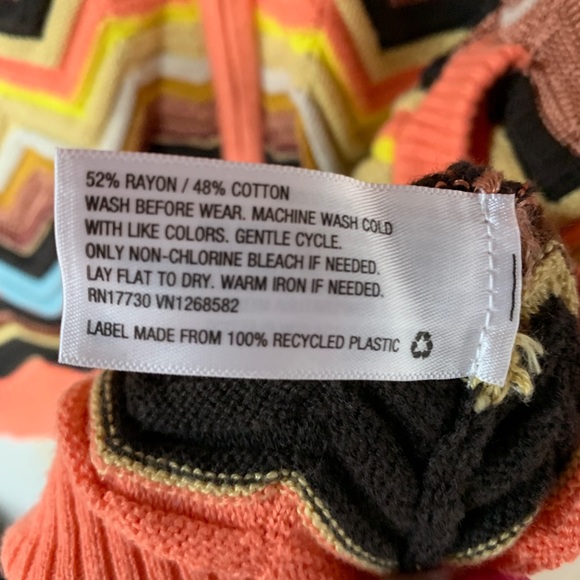 52% RAYON / 48% COTTON
WASH BEFORE WEAR. MACHINE WASH COLD
WITH LIKE COLORS. GENTLE CYCLE.
ONLY NON-CHLORINE BLEACH IF NEEDED.
LAY FLAT TO DRY. WARM IRON IF NEEDED.
RN17730 VN1268582
LABEL MADE FROM 100% RECYCLED PLASTIC